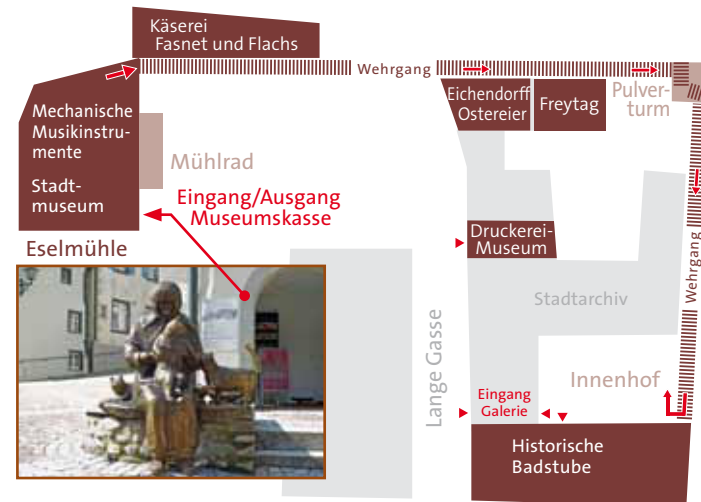 Käserei
Fasnet und Flachs
Wehrgang
Mechanische
Musikinstru-
mente
Stadt-
museum
Mühlrad
Eingang/Ausgang
Museumskasse
Eselmühle
Eichendorff
Ostereier
Freytag
Pulver-
turm
Druckerei-
Museum
Stadtarchiv
Wehrgang
Lange Gasse
Innenhof
Eingang
Galerie
Historische
Badstube